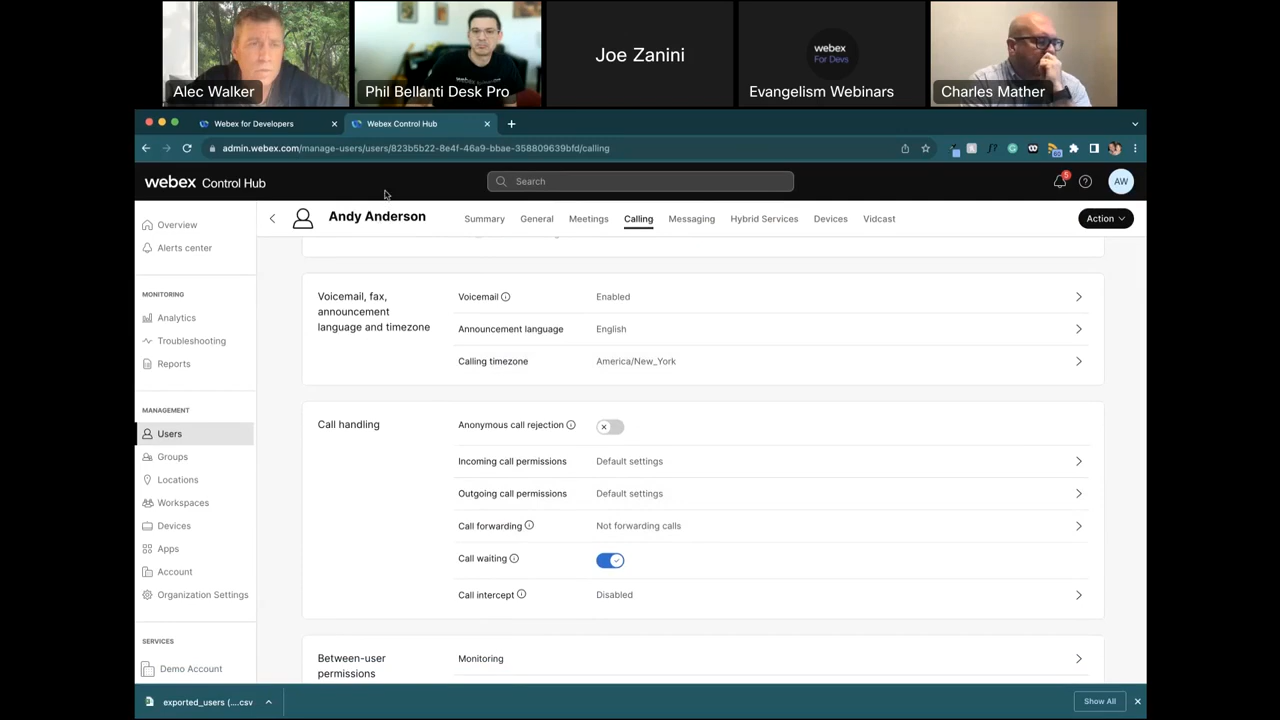 Joe Zanini
webex
For Devs
Alec Walker
Phil Bellanti Desk Pro
Evangelism Webinars
Charles Mather
Webex for Developers
Webex Control Hub
admin.webex.com/manage-users/users/823b5b22-8e4f-46a9-bbae-358809639bfd/calling
webex Control Hub
Search
5
AW
Andy Anderson
Summary
General
Meetings
Calling
Messaging
Hybrid Services
Devices
Vidcast
Action
Overview
Alerts center
MONITORING
Analytics
Troubleshooting
Reports
MANAGEMENT
Users
Groups
Locations
Workspaces
Devices
Apps
Account
Organization Settings
SERVICES
Demo Account
Voicemail, fax,
announcement
language and timezone
Voicemail
Enabled
Announcement language
English
Calling timezone
America/New_York
Call handling
Anonymous call rejection
Incoming call permissions
Default settings
Outgoing call permissions
Default settings
Call forwarding
Not forwarding calls
Call waiting
Call intercept
Disabled
Between-user
permissions
Monitoring
exported_users (....csv
Show All